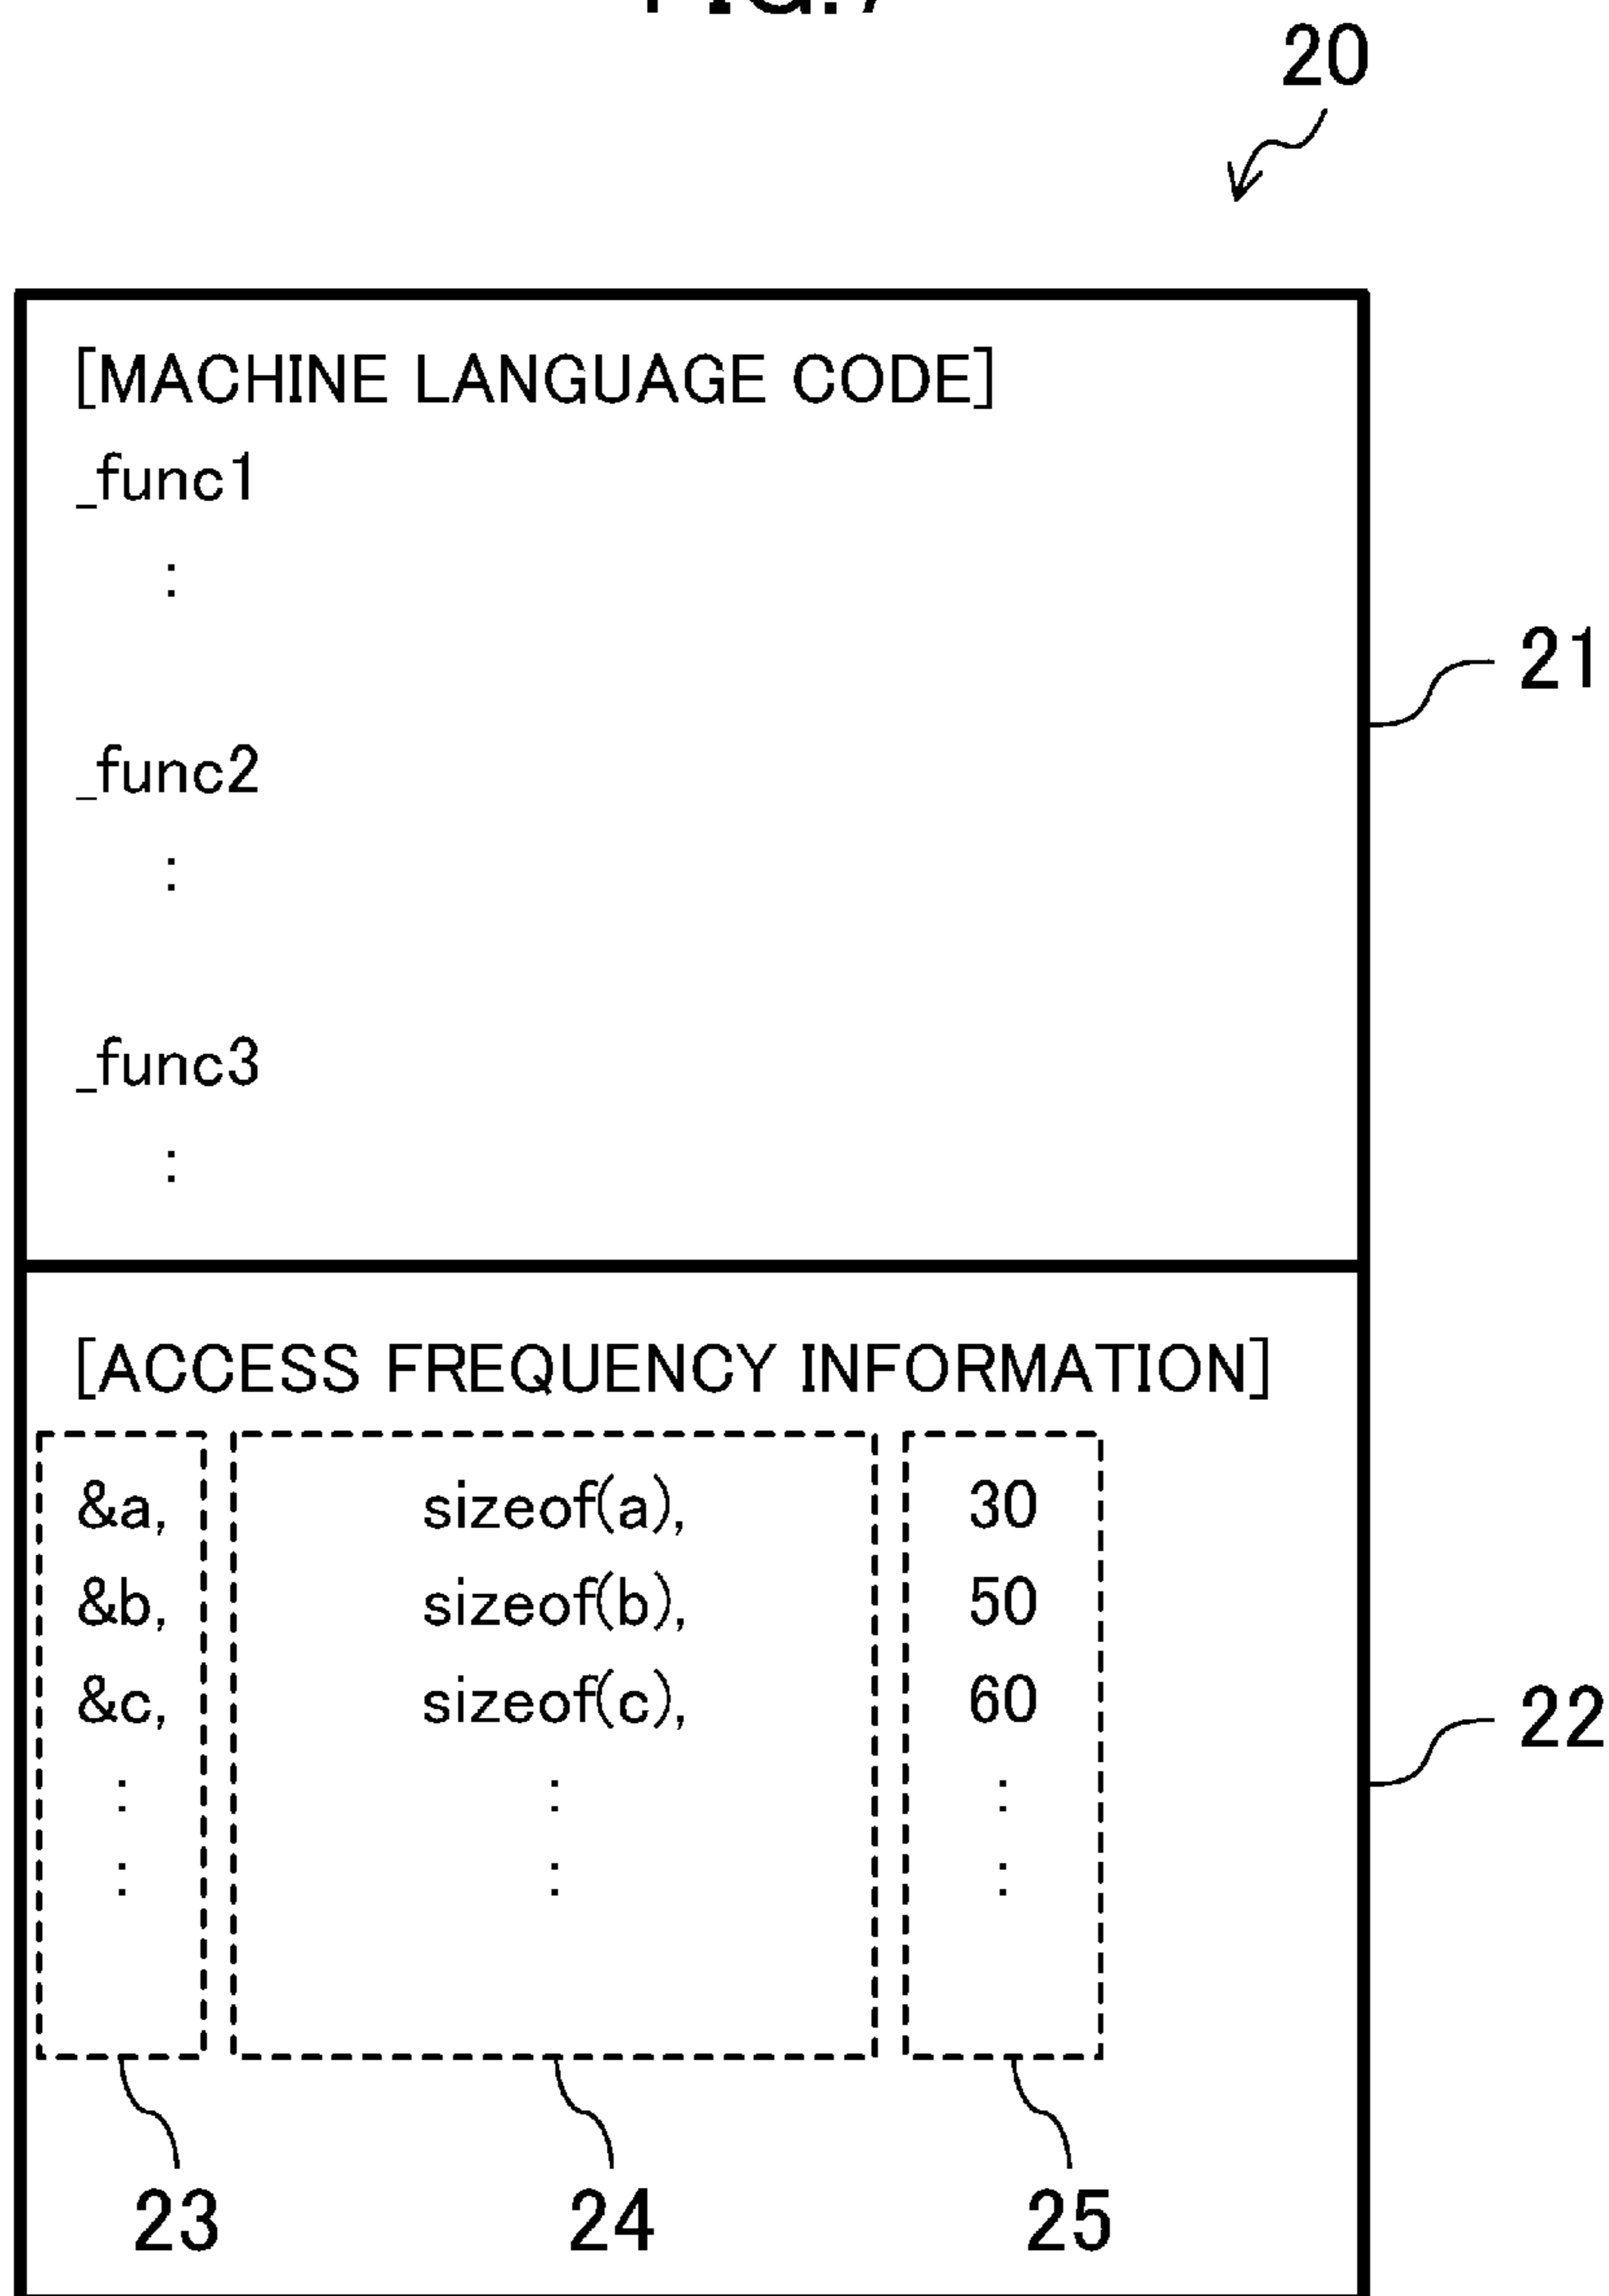 20
[MACHINE LANGUAGE CODE]
_func1
:
21
_func2
:
_func3
:
[ACCESS FREQUENCY INFORMATION]
&a, sizeof(a), 30
&b, sizeof(b), 50
&c, sizeof(c), 60
22
: : :
: : :
23 24 25